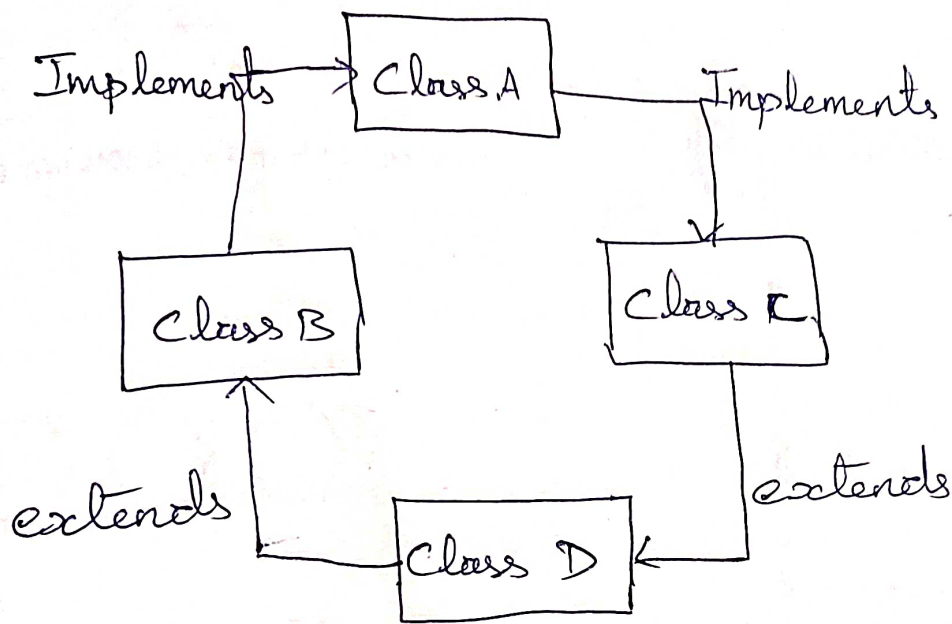 Implements
Class A
Implements
Class B
Class C
extends
Class D
extends